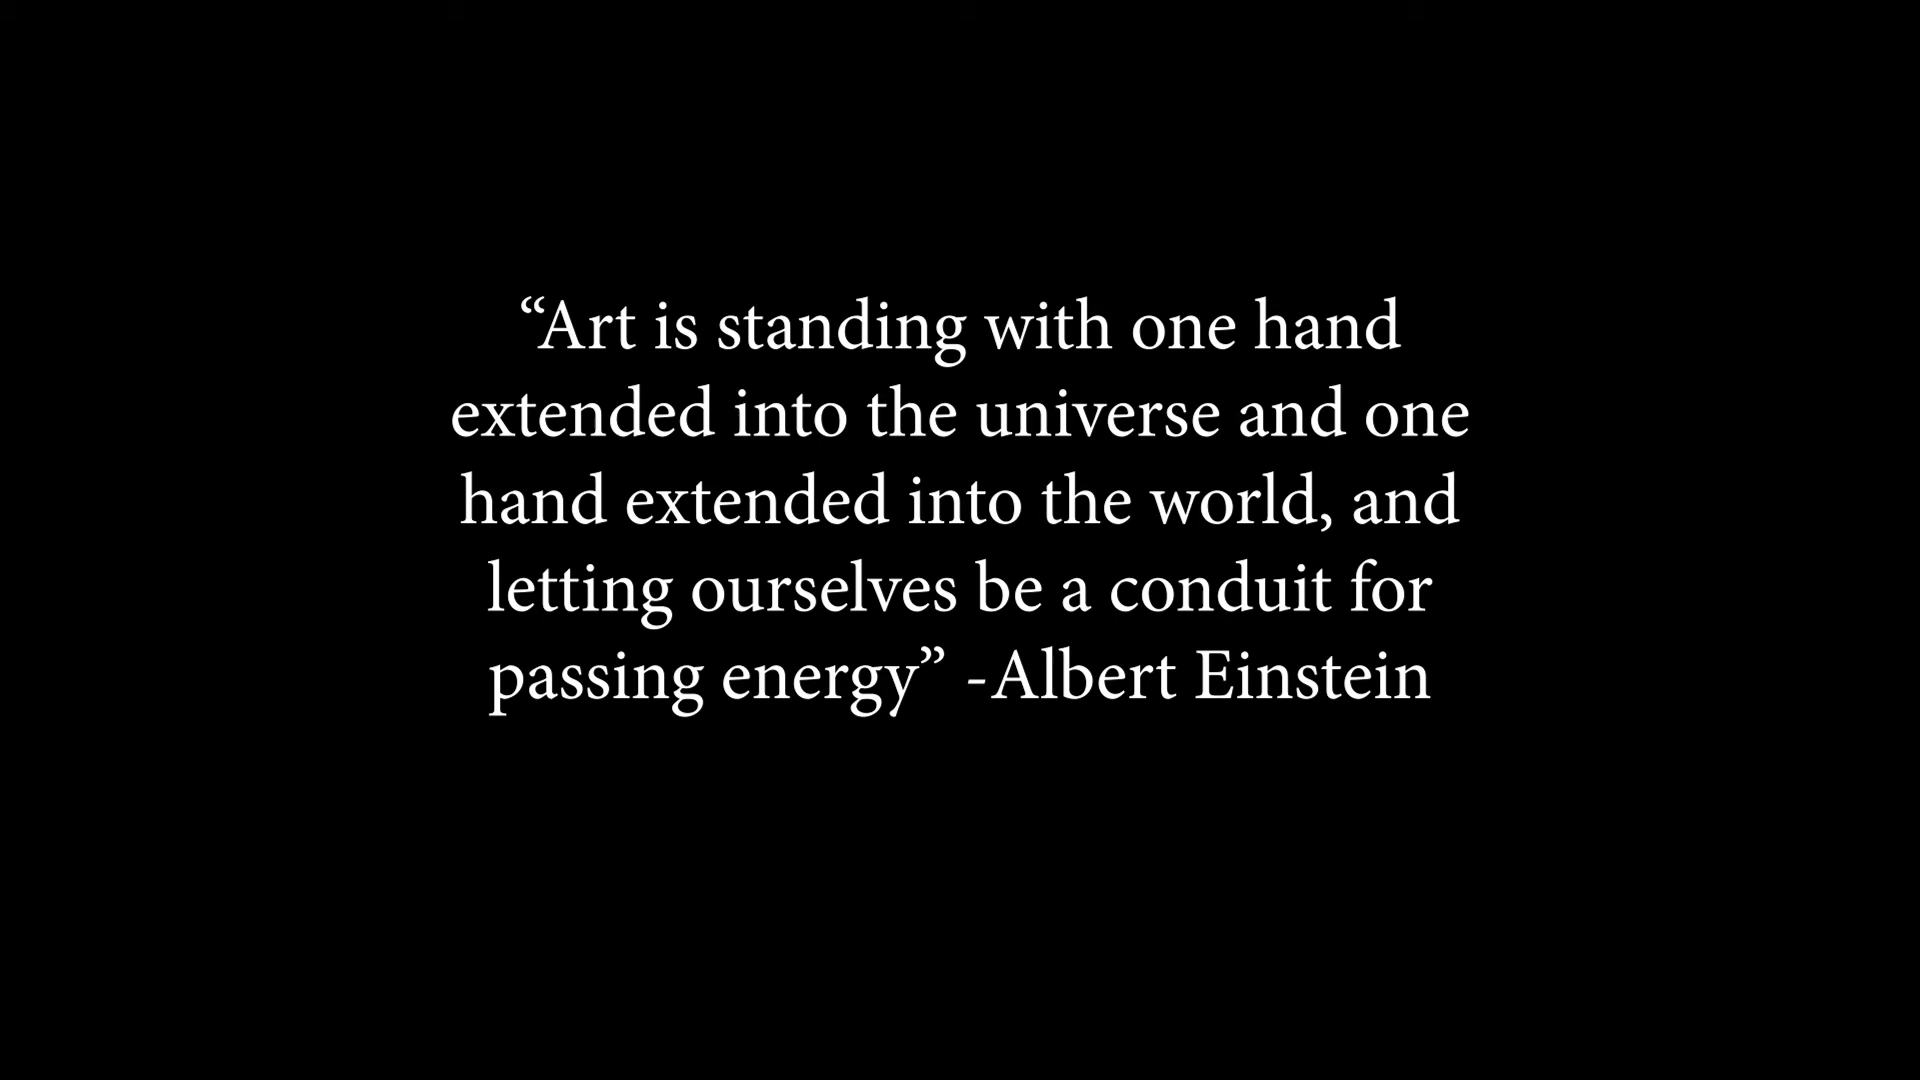 “Art is standing with one hand
extended into the universe and one
hand extended into the world, and
letting ourselves be a conduit for
passing energy” -Albert Einstein